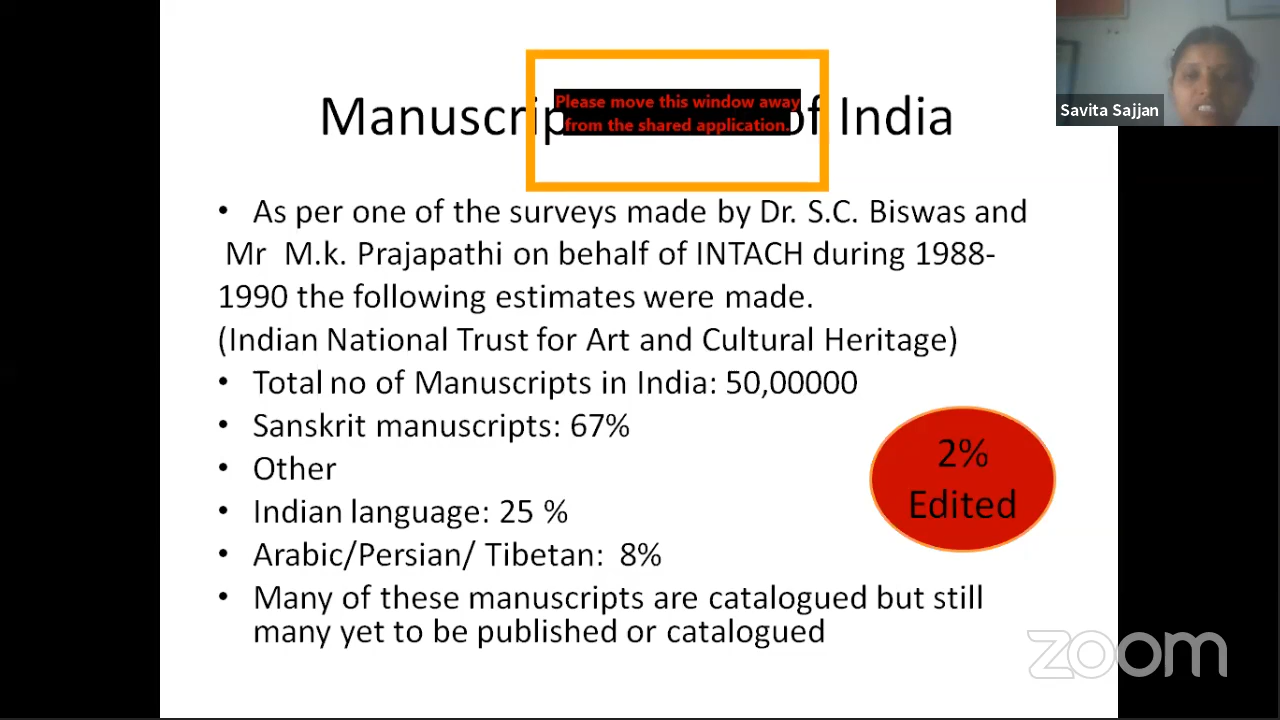 Manuscrip of India
Please move this window away
from the shared application.
Savita Sajjan
• As per one of the surveys made by Dr. S.C. Biswas and
Mr M.k. Prajapathi on behalf of INTACH during 1988-
1990 the following estimates were made.
(Indian National Trust for Art and Cultural Heritage)
• Total no of Manuscripts in India: 50,00000
• Sanskrit manuscripts: 67%
• Other
• Indian language: 25 %
• Arabic/Persian/ Tibetan: 8%
• Many of these manuscripts are catalogued but still
many yet to be published or catalogued
2%
Edited
zoom